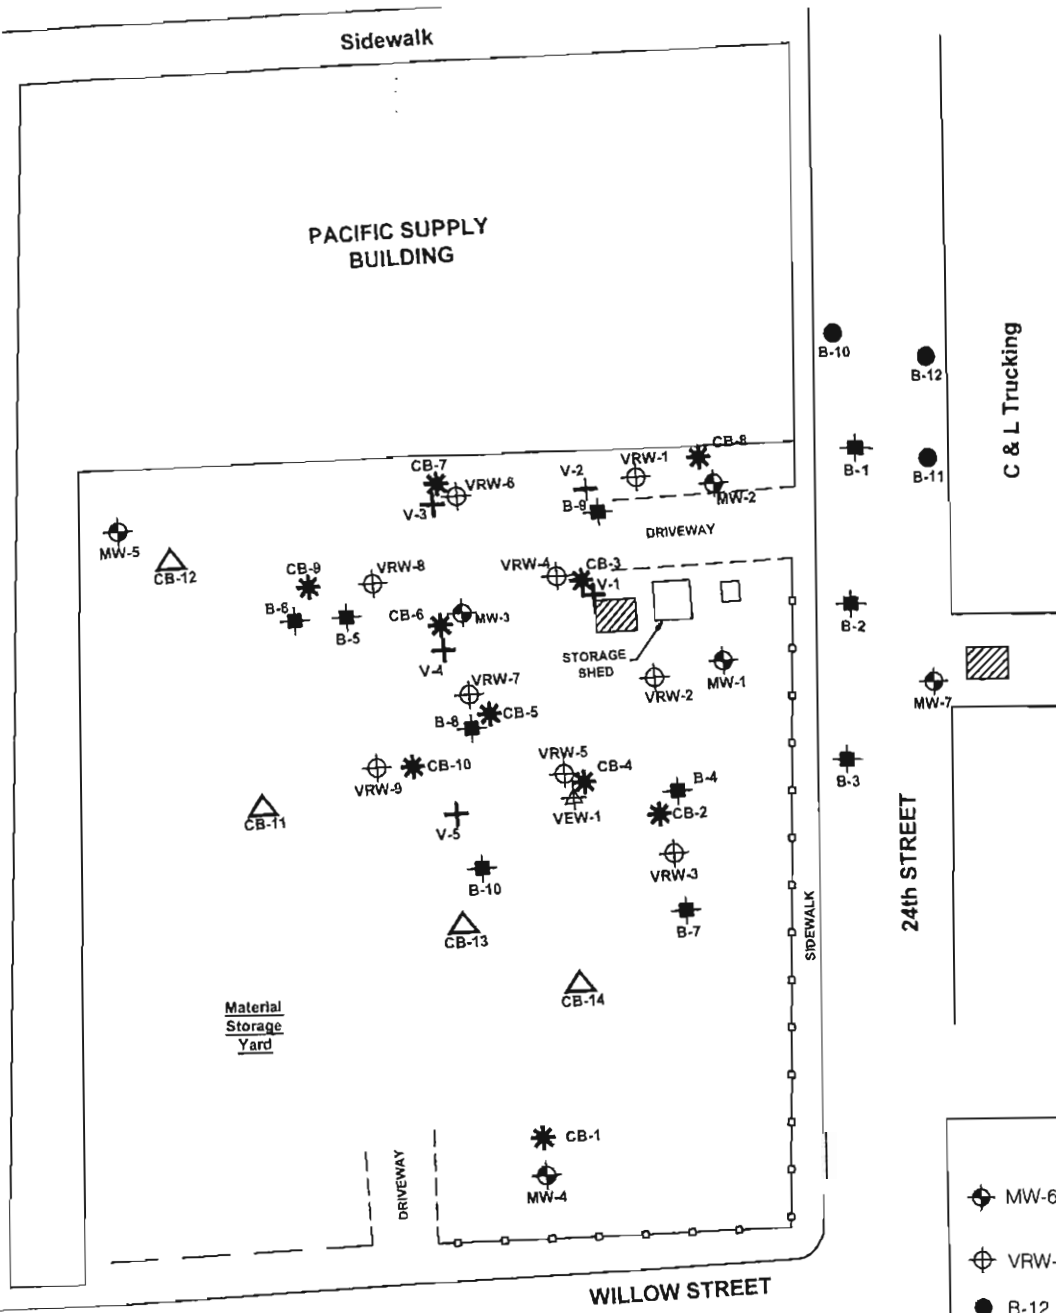 Sidewalk
PACIFIC SUPPLY
BUILDING
B-10
B-12
C & L Trucking
B-1
B-11
CB-8
CB-7
VRW-6
V-3
V-2
VRW-1
B-9
MW-2
DRIVEWAY
MW-5
CB-12
CB-9
VRW-8
VRW-4
CB-3
V-1
B-6
B-5
CB-6
MW-3
V-4
STORAGE
SHED
B-2
VRW-7
VRW-2
MW-1
MW-7
B-8
CB-5
VRW-5
CB-4
B-4
B-3
CB-10
VRW-9
CB-11
V-5
VEW-1
CB-2
VRW-3
B-10
B-7
CB-13
CB-14
SIDEWALK
24th STREET
Material
Storage
Yard
CB-1
MW-4
DRIVEWAY
MW-6
VRW-
B-12
WILLOW STREET